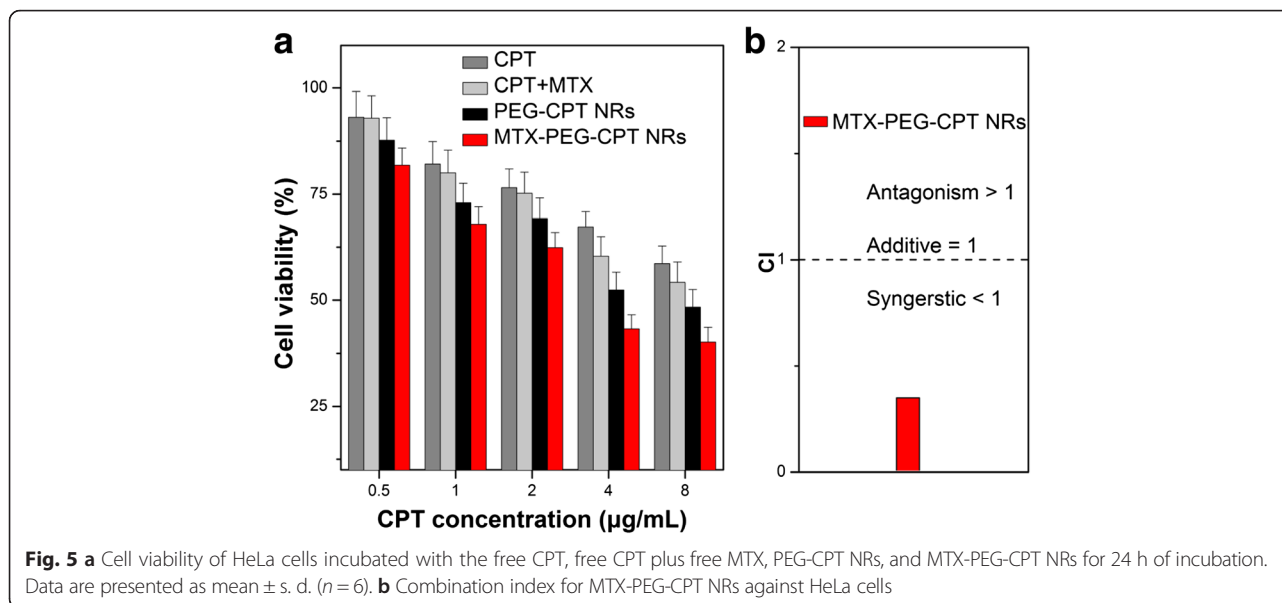 a
CPT
CPT+MTX
PEG-CPT NRs
MTX-PEG-CPT NRs
100
75
50
25
Cell viability (%)
0.5 1 2 4 8
CPT concentration (μg/mL)
b
2
1
0
CI
MTX-PEG-CPT NRs
Antagonism > 1
Additive = 1
Syngerstic < 1
Fig. 5 a Cell viability of HeLa cells incubated with the free CPT, free CPT plus free MTX, PEG-CPT NRs, and MTX-PEG-CPT NRs for 24 h of incubation.
Data are presented as mean ± s. d. (n = 6). b Combination index for MTX-PEG-CPT NRs against HeLa cells